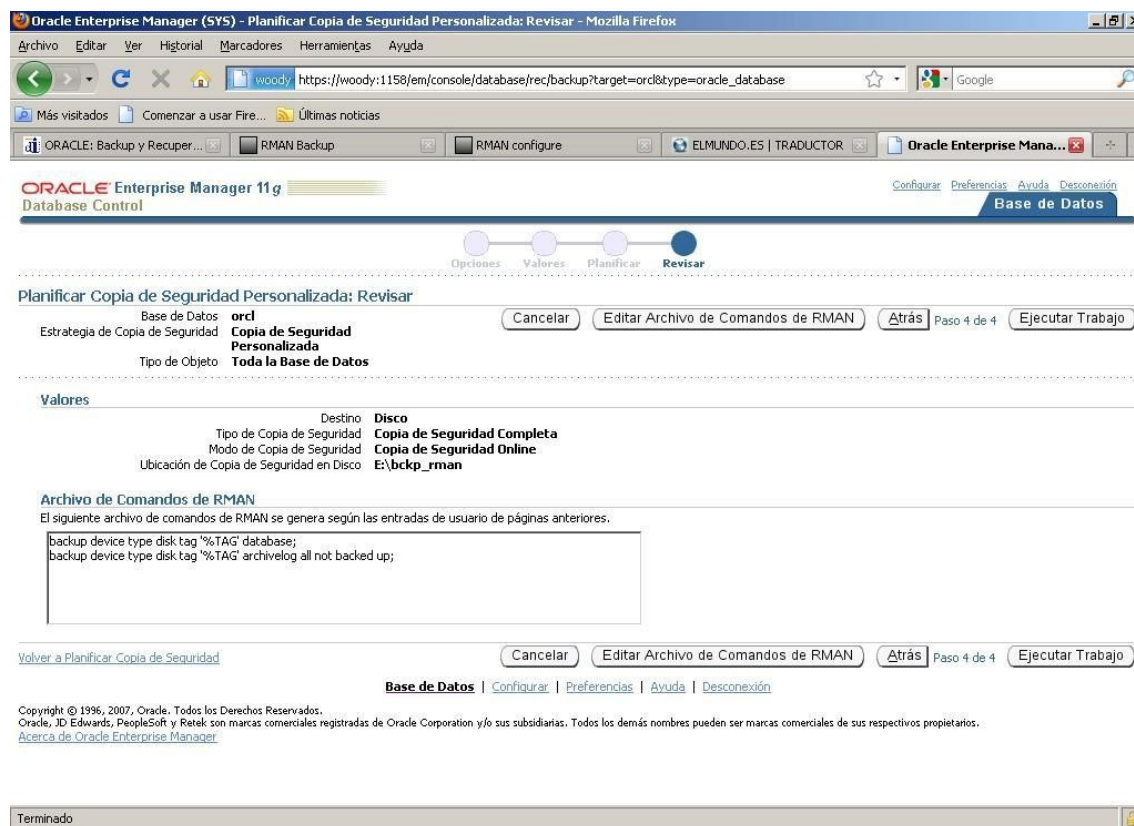 Oracle Enterprise Manager (SYS) - Planificar Copia de Seguridad Personalizada: Revisar - Mozilla Firefox
Archivo Editar Ver Historial Marcadores Herramientas Ayuda
woody https://woody:1158/em/console/database/rec/backup?target=orcl&type=oracle_database Google
Más visitados Comenzar a usar Fire... Últimas noticias
ORACLE: Backup y Recuper... RMAN Backup RMAN configure ELMUNDO.ES | TRADUCTOR Oracle Enterprise Mana...
ORACLE Enterprise Manager 11g
Database Control
Configurar Preferencias Ayuda Desconexión
Base de Datos
Opciones Valores Planificar Revisar
Planificar Copia de Seguridad Personalizada: Revisar
Base de Datos orcl
Estrategia de Copia de Seguridad Copia de Seguridad Personalizada
Tipo de Objeto Toda la Base de Datos
Cancelar Editar Archivo de Comandos de RMAN Atrás Paso 4 de 4 Ejecutar Trabajo
Valores
Destino Disco
Tipo de Copia de Seguridad Copia de Seguridad Completa
Modo de Copia de Seguridad Copia de Seguridad Online
Ubicación de Copia de Seguridad en Disco E:\bckp_rman
Archivo de Comandos de RMAN
El siguiente archivo de comandos de RMAN se genera según las entradas de usuario de páginas anteriores.
backup device type disk tag '%TAG' database;
backup device type disk tag '%TAG' archivelog all not backed up;
Volver a Planificar Copia de Seguridad Cancelar Editar Archivo de Comandos de RMAN Atrás Paso 4 de 4 Ejecutar Trabajo
Base de Datos | Configurar | Preferencias | Ayuda | Desconexión
Copyright © 1996, 2007, Oracle. Todos los Derechos Reservados.
Oracle, JD Edwards, PeopleSoft y Retek son marcas comerciales registradas de Oracle Corporation y/o sus subsidiarias. Todos los demás nombres pueden ser marcas comerciales de sus respectivos propietarios.
Acerca de Oracle Enterprise Manager
Terminado